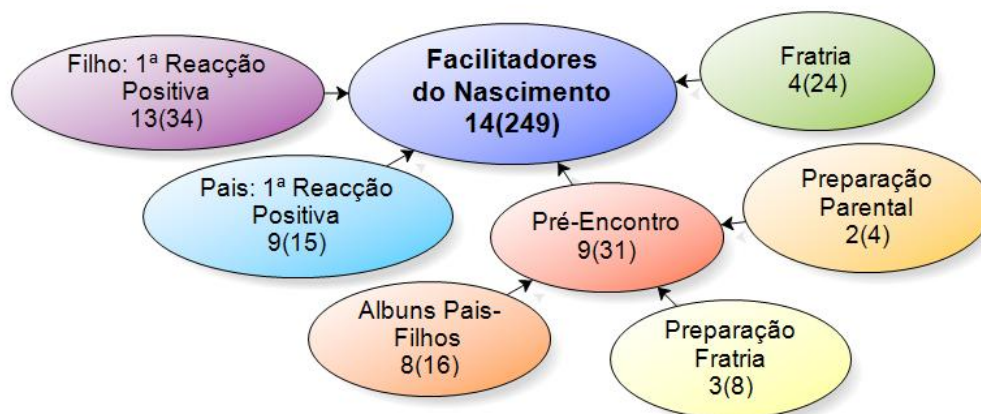 Facilitadores
do Nascimento
14(249)
Filho: 1ª Reacção
Positiva
13(34)
Fratria
4(24)
Pais: 1ª Reacção
Positiva
9(15)
Pré-Encontro
9(31)
Preparação
Parental
2(4)
Albuns Pais-
Filhos
8(16)
Preparação
Fratria
3(8)